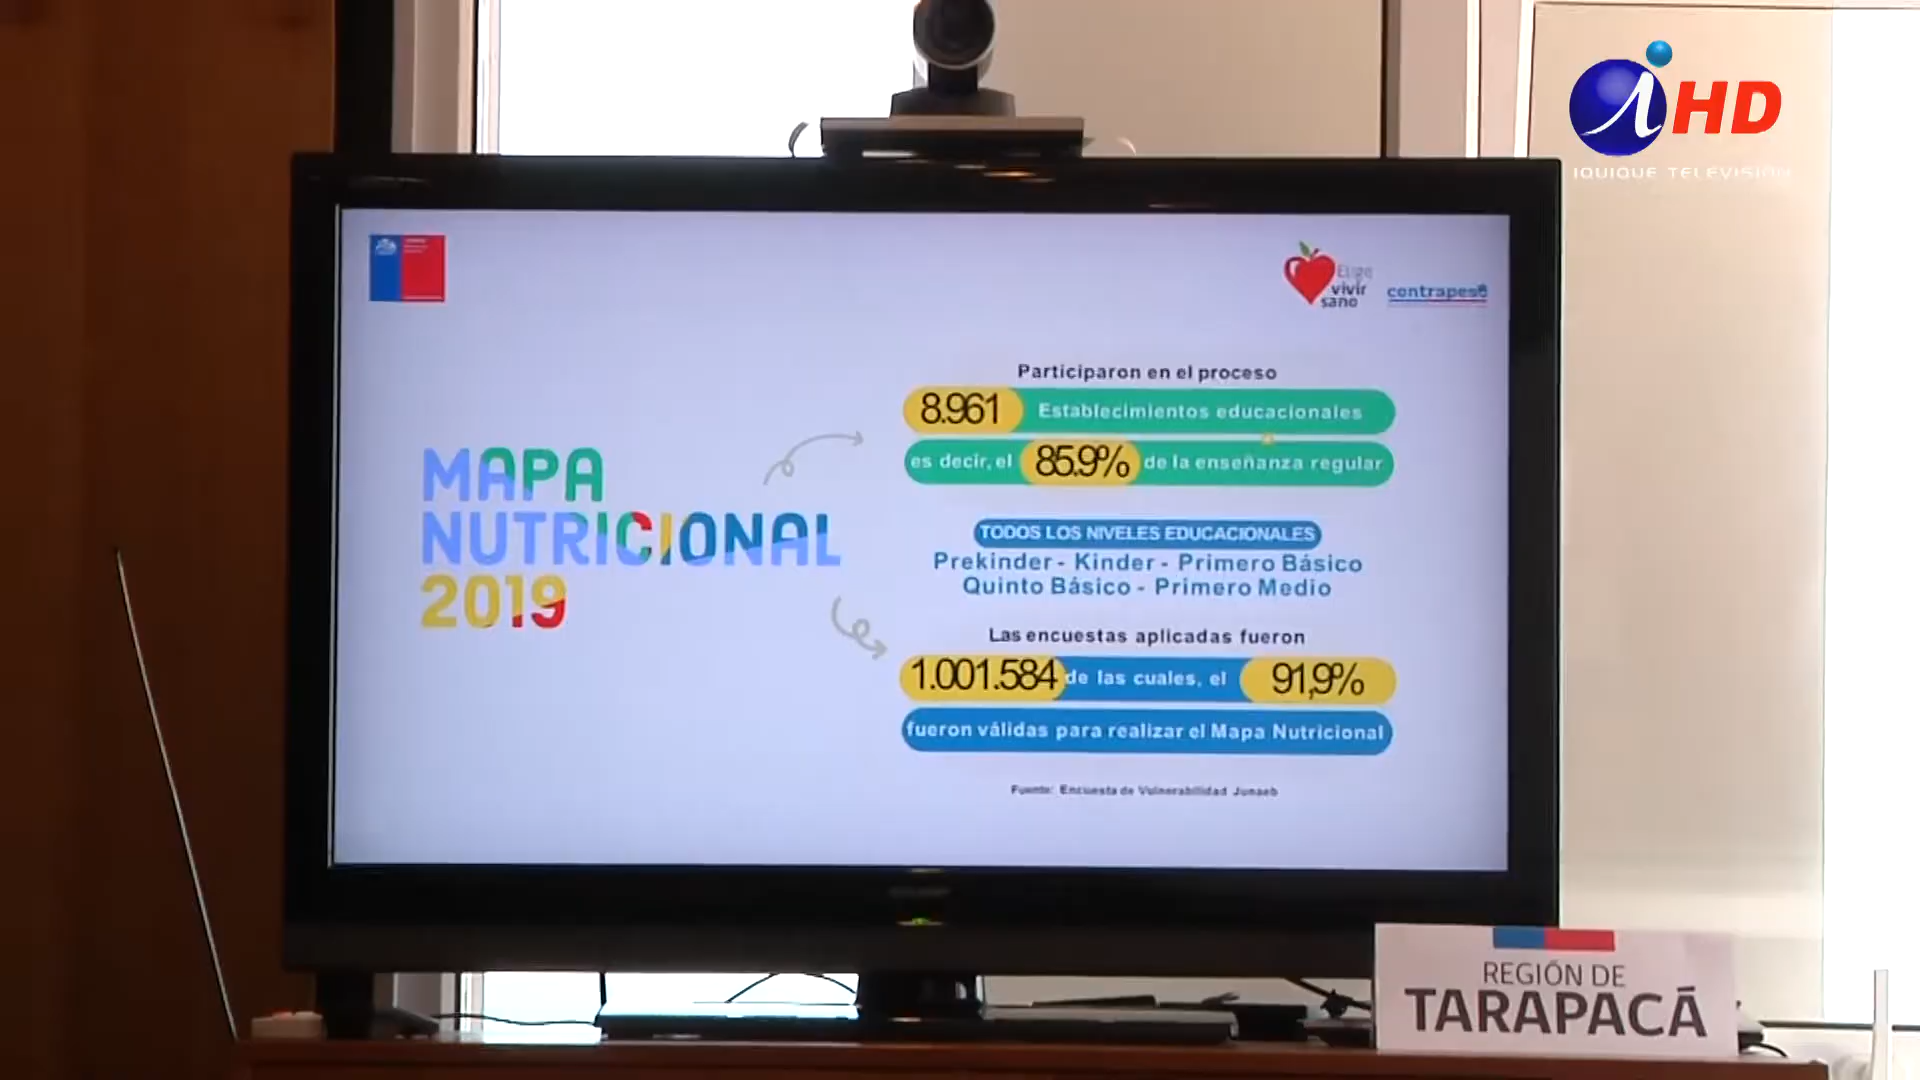 HD
IQUIQUE TELEVISIÓN
Elige
vivir
sano
contrapeso
Participaron en el proceso
8.961 Establecimientos educacionales
es decir, el 85.9% de la enseñanza regular
MAPA
NUTRICIONAL
2019
TODOS LOS NIVELES EDUCACIONALES
Prekinder - Kinder - Primero Básico
Quinto Básico - Primero Medio
Las encuestas aplicadas fueron
1.001.584 de las cuales, el 91,9%
fueron válidas para realizar el Mapa Nutricional
Fuente: Encuesta de Vulnerabilidad Junaeb
REGIÓN DE
TARAPACÁ